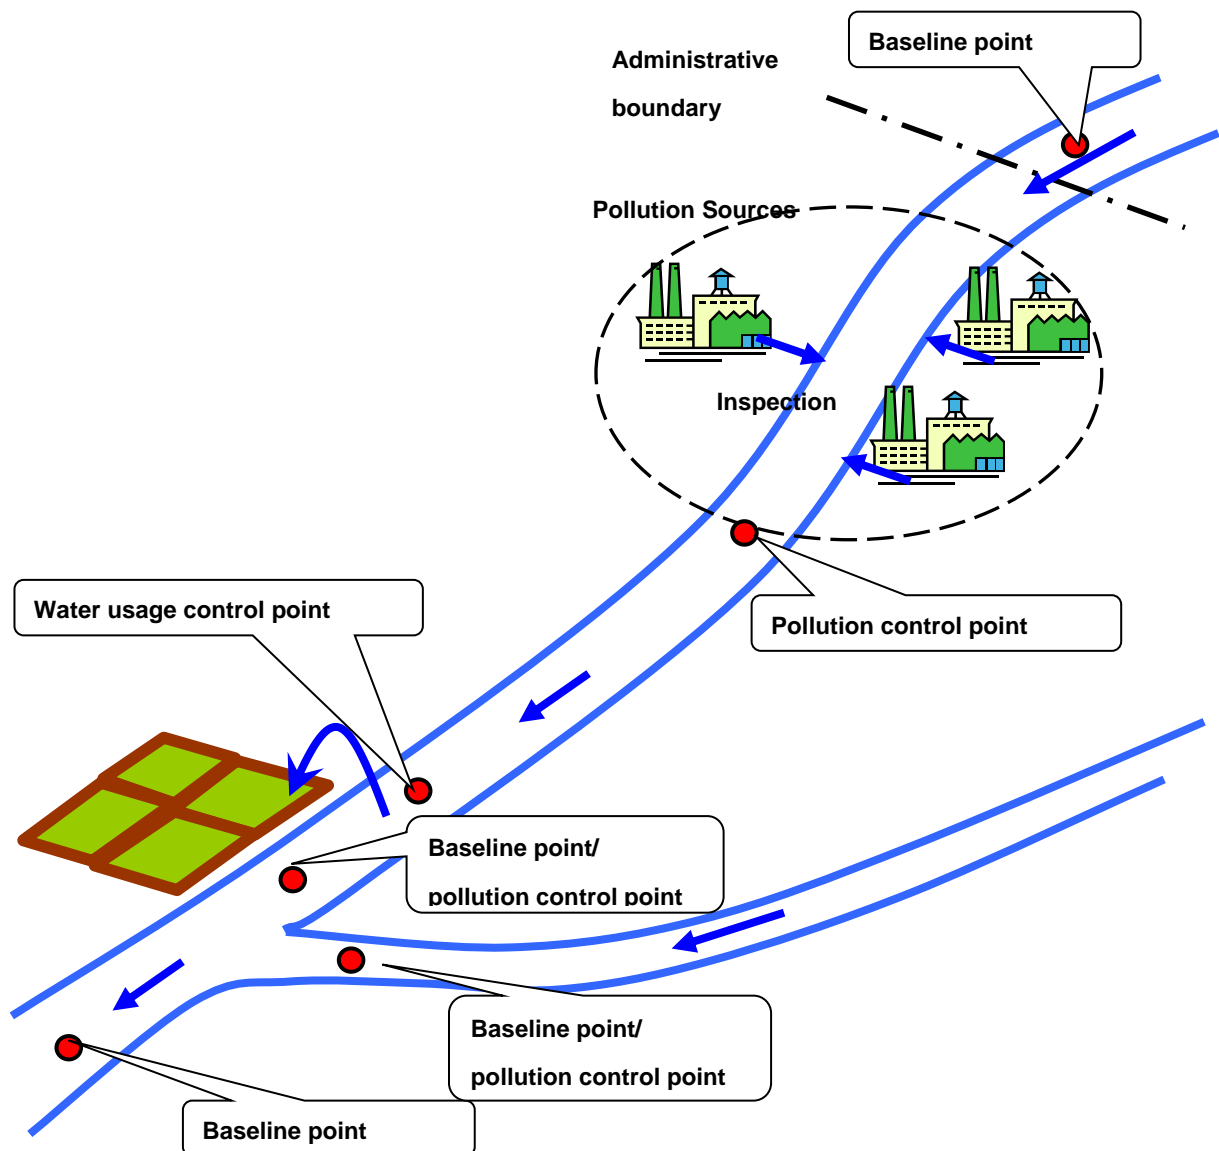 Baseline point
Administrative
boundary
Pollution Sources
Inspection
Water usage control point
Pollution control point
Baseline point/
pollution control point
Baseline point/
pollution control point
Baseline point